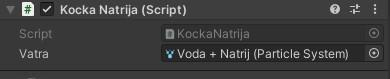 Kocka Natrija (Script)
Script KockaNatrija
Vatra Voda + Natrij (Particle System)